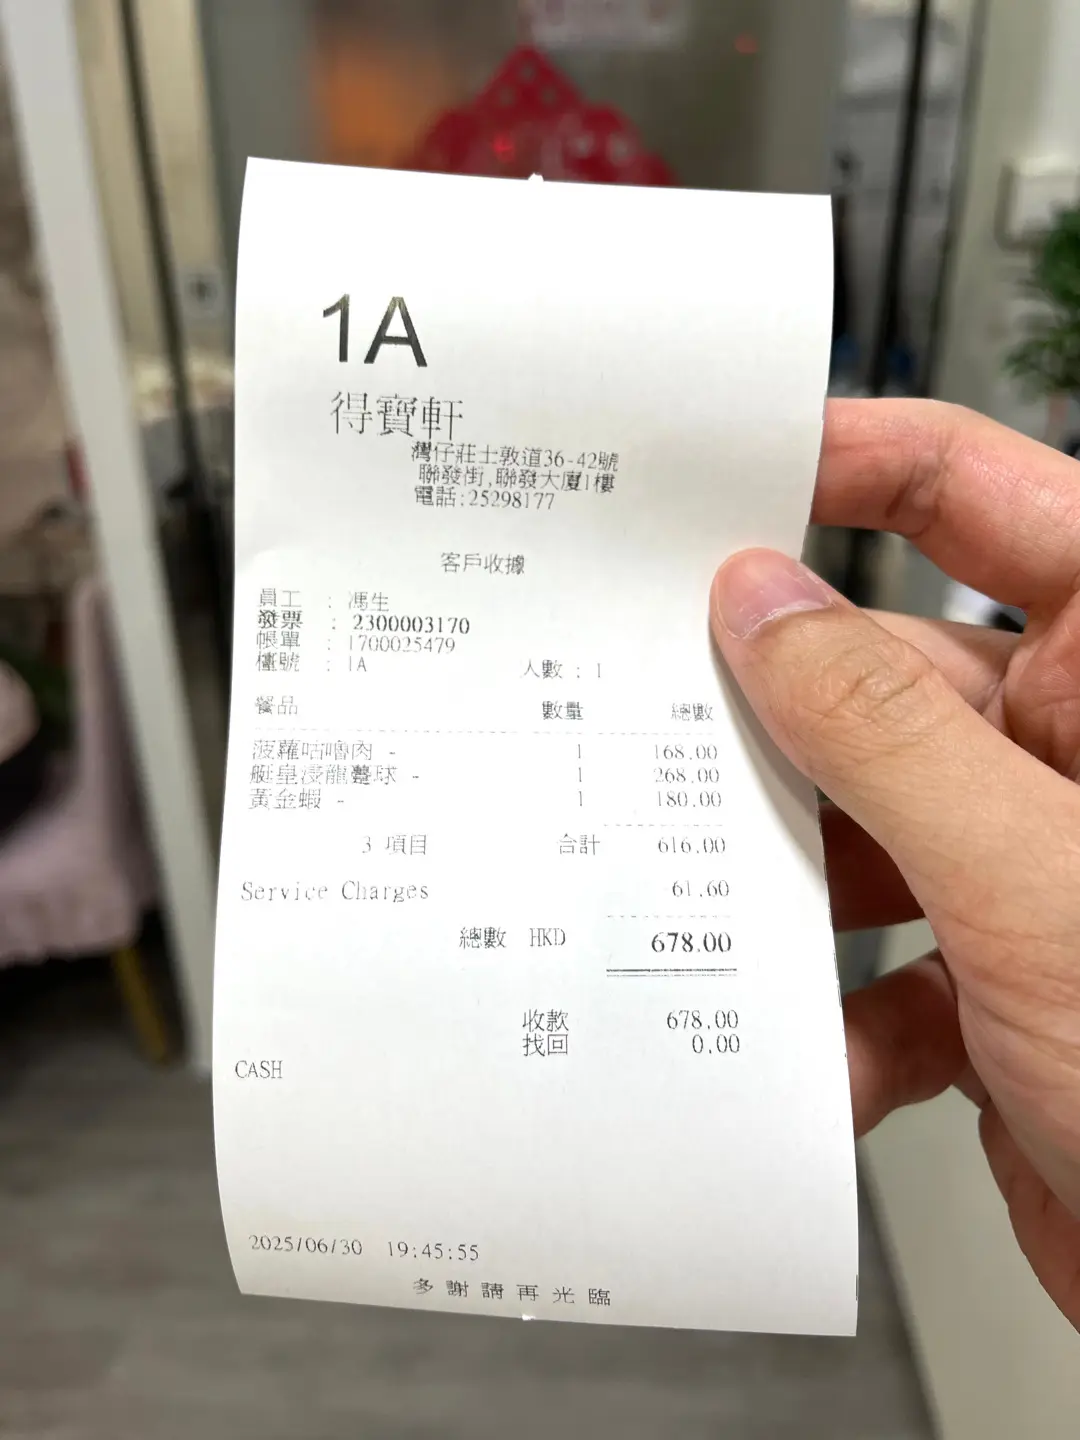 1A
得寶軒
灣仔莊士敦道36-42號
聯發街,聯發大廈1樓
電話:25298177
客戶收據
員工 : 馮生
發票 : 2300003170
帳單 : 1700025479
檯號 : 1A 人數 : 1
餐品 數量 總數
菠蘿咕嚕肉 - 1 168.00
艇皇浸龍躉球 - 1 268.00
黃金蝦 - 1 180.00
3 項目 合計 616.00
Service Charges 61.60
總數 HKD 678.00
收款 678.00
找回 0.00
CASH
2025/06/30 19:45:55
多謝請再光臨